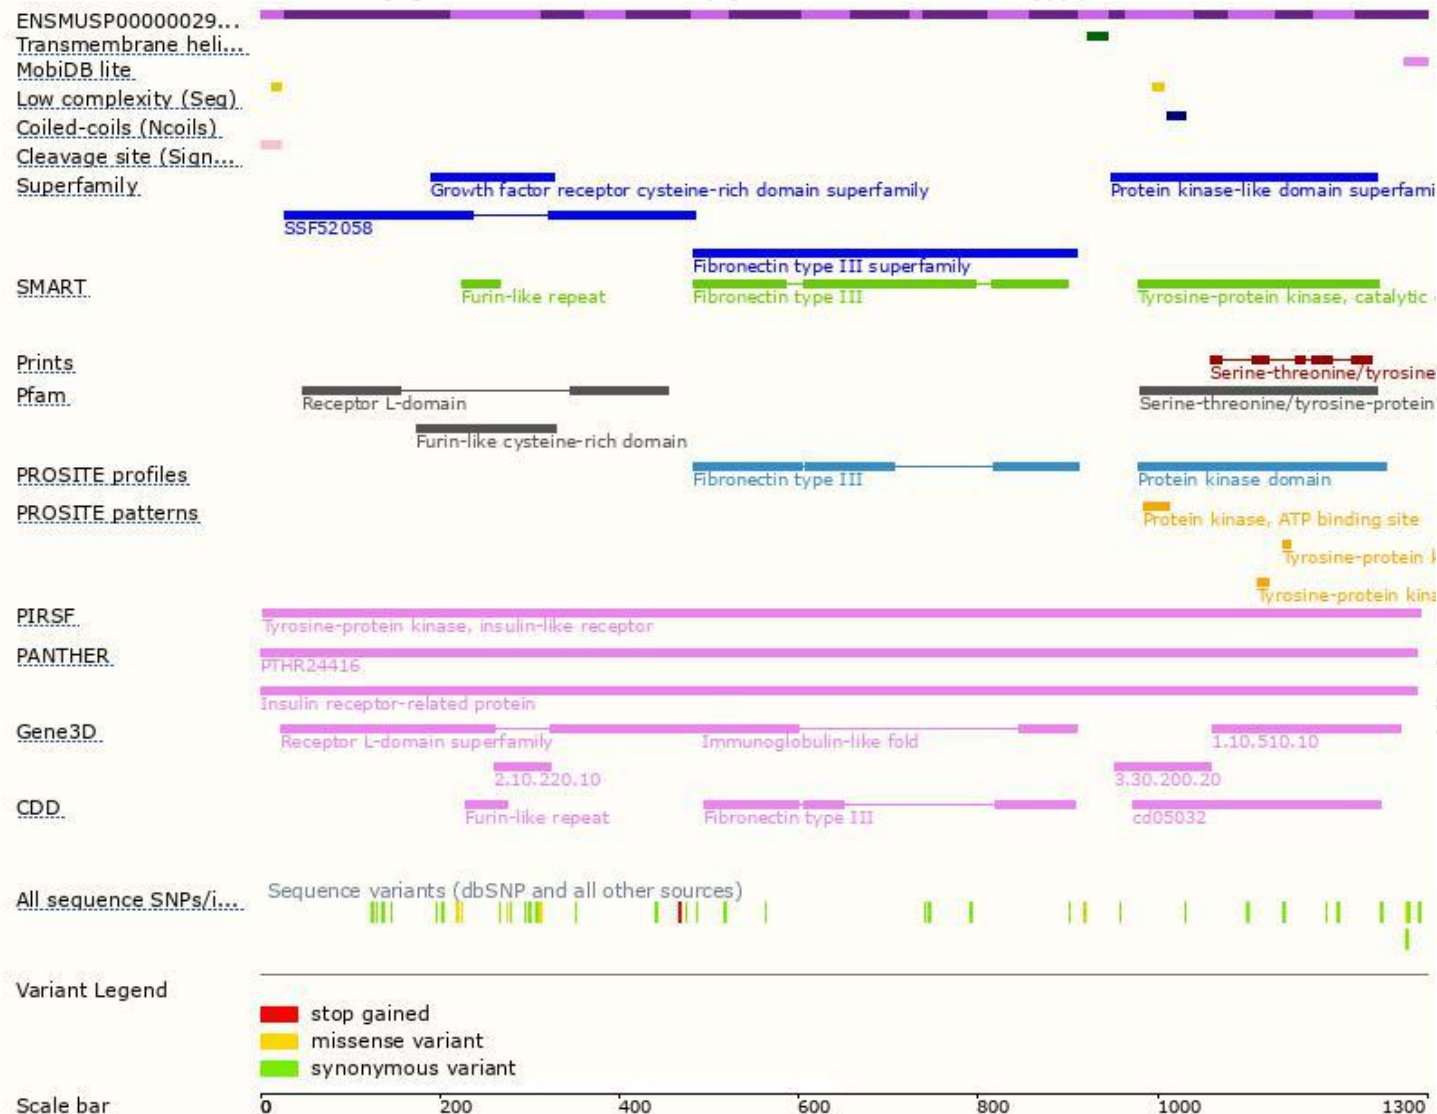 ENSMUSP00000029...
Transmembrane heli...
MobiDB lite
Low complexity (Seg)
Coiled-coils (Ncoils)
Cleavage site (Sign...
Superfamily
Growth factor receptor cysteine-rich domain superfamily
Protein kinase-like domain superfami
SSF52058
Fibronectin type III superfamily
SMART
Furin-like repeat
Fibronectin type III
Tyrosine-protein kinase, catalytic
Prints
Serine-threonine/tyrosine
Pfam
Receptor L-domain
Serine-threonine/tyrosine-protein
Furin-like cysteine-rich domain
PROSITE profiles
Fibronectin type III
Protein kinase domain
PROSITE patterns
Protein kinase, ATP binding site
Tyrosine-protein k
Tyrosine-protein kina
PIRSF
Tyrosine-protein kinase, insulin-like receptor
PANTHER
PTHR24416
Insulin receptor-related protein
Gene3D
Receptor L-domain superfamily
Immunoglobulin-like fold
1.10.510.10
2.10.220.10
3.30.200.20
CDD
Furin-like repeat
Fibronectin type III
cd05032
Sequence variants (dbSNP and all other sources)
All sequence SNPs/i...
Variant Legend
stop gained
missense variant
synonymous variant
Scale bar
0 200 400 600 800 1000 1300